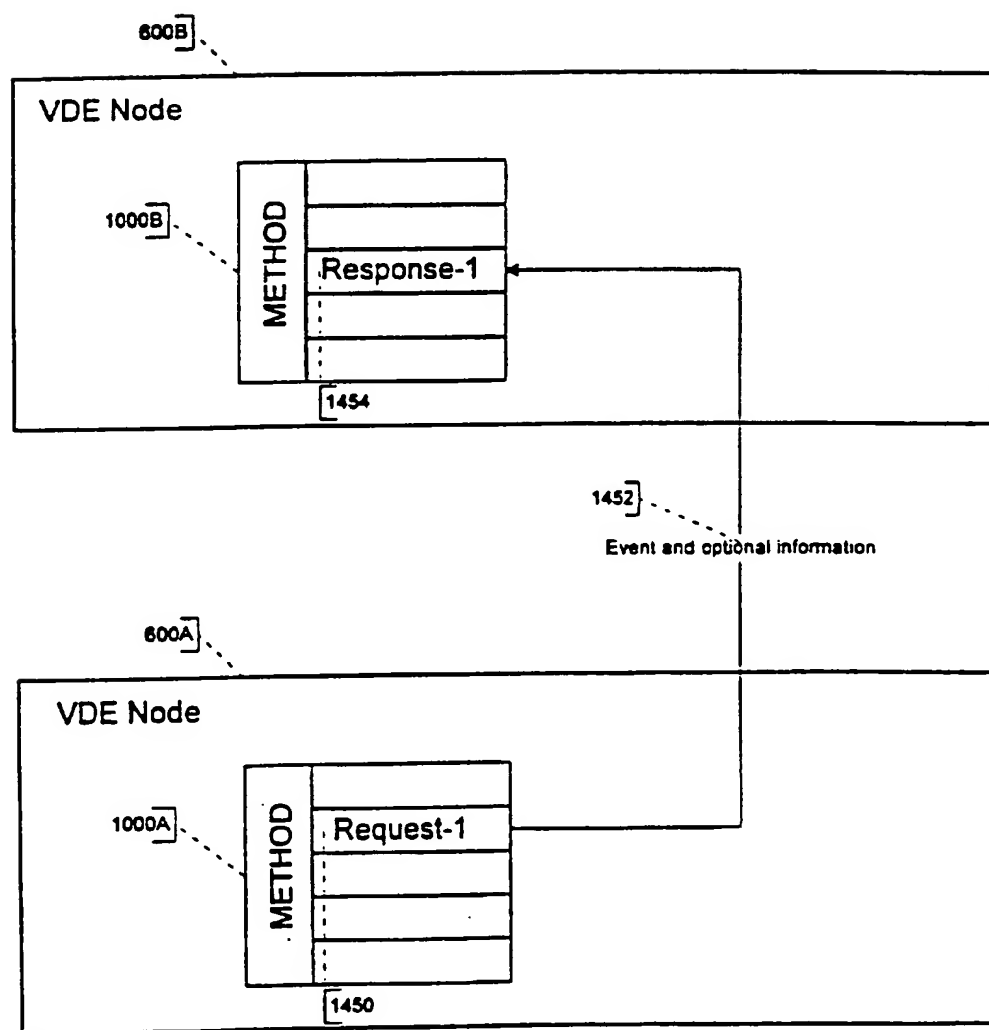 600B
VDE Node
1000B
METHOD
Response-1
1454
1452
Event and optional information
600A
VDE Node
1000A
METHOD
Request-1
1450